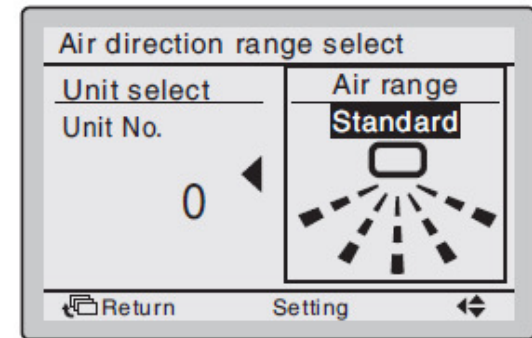 Air direction range select
Unit select
Unit No.
0
Air range
Standard
Return Setting